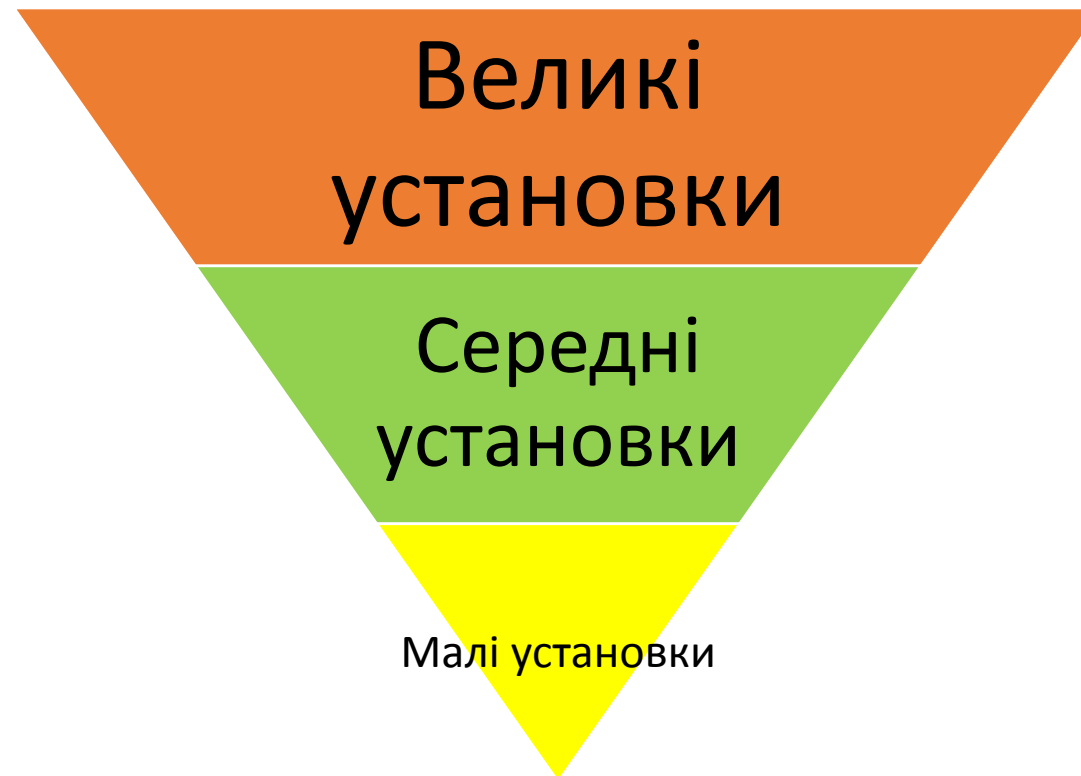 Великі
установки
Середні
установки
Малі установки